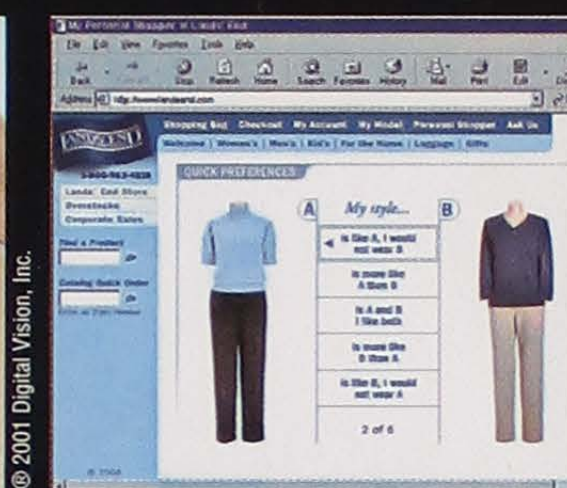 My Personal Shopper at Lands' End
File Edit View Favorites Tools Help
Back Stop Refresh Home Search Favorites History Mail Print Edit
Address
LANDS' END
Shopping Bag Checkout My Account My Model Personal Shopper Ask Us
Welcome | Women's | Men's | Kid's | For the Home | Luggage | Gifts
Lands' End Store
Overstocks
Corporate Sales
Find a Product
Catalog Quick Order
QUICK PREFERENCES
A My style... B
is like A, I would
not wear B
is more like
A than B
is A and B
I like both
is more like
B than A
is like B, I would
not wear A
2 of 6
® 2001 Digital Vision, Inc.